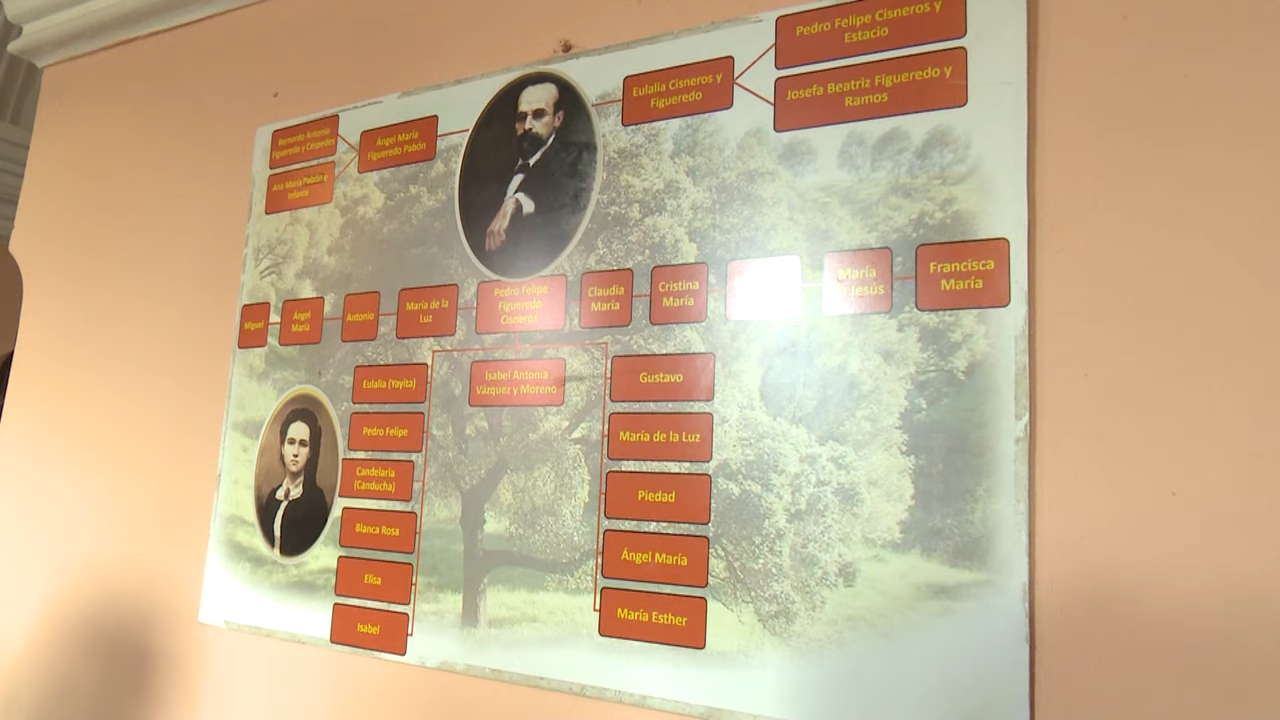 Pedro Felipe Cisneros y
Estacio
Eulalia Cisneros y
Figueredo
Josefa Beatriz Figueredo y
Ramos
Bernardo Antonio
Figueredo y Céspedes
Ángel María
Figueredo Pabón
Ana María Pabón e
Infante
Miguel
Ángel
María
Antonio
María de la
Luz
Pedro Felipe
Figueredo
Cisneros
Claudia
María
Cristina
María
María
Jesús
Francisca
María
Eulalia (Yayita)
Pedro Felipe
Candelaria
(Canducha)
Blanca Rosa
Elisa
Isabel
Isabel Antonia
Vázquez y Moreno
Gustavo
María de la Luz
Piedad
Ángel María
María Esther